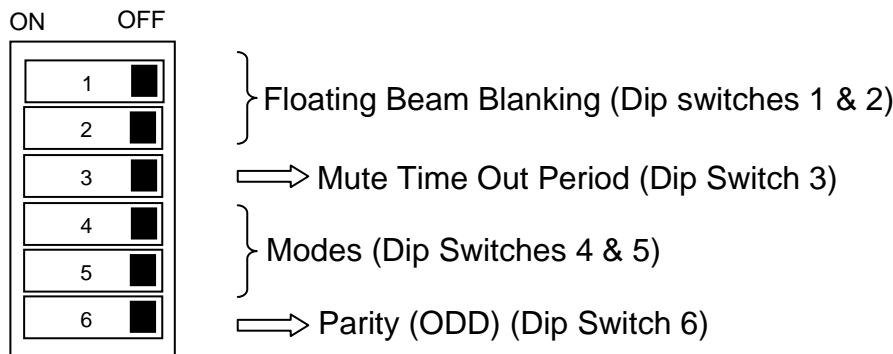 ON OFF
1
2
Floating Beam Blanking (Dip switches 1 & 2)
3
Mute Time Out Period (Dip Switch 3)
4
5
Modes (Dip Switches 4 & 5)
6
Parity (ODD) (Dip Switch 6)